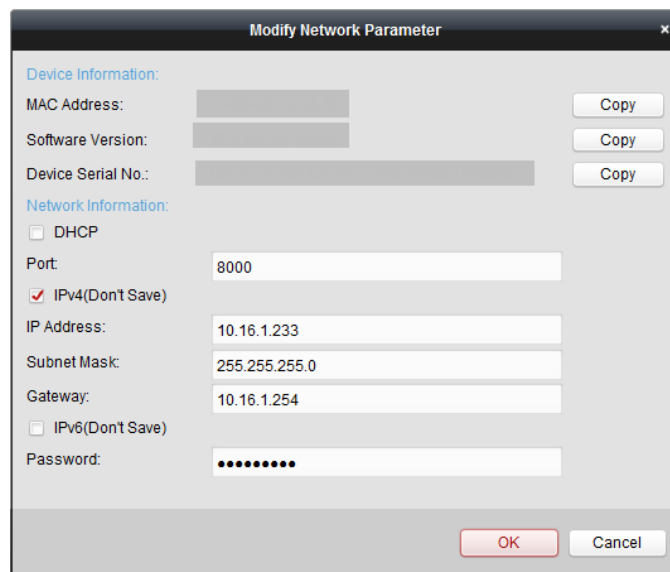 Modify Network Parameter ×
Device Information:
MAC Address: Copy
Software Version: Copy
Device Serial No.: Copy
Network Information:
DHCP
Port: 8000
IPv4(Don't Save)
IP Address: 10.16.1.233
Subnet Mask: 255.255.255.0
Gateway: 10.16.1.254
IPv6(Don't Save)
Password: ●●●●●●●●●
OK Cancel